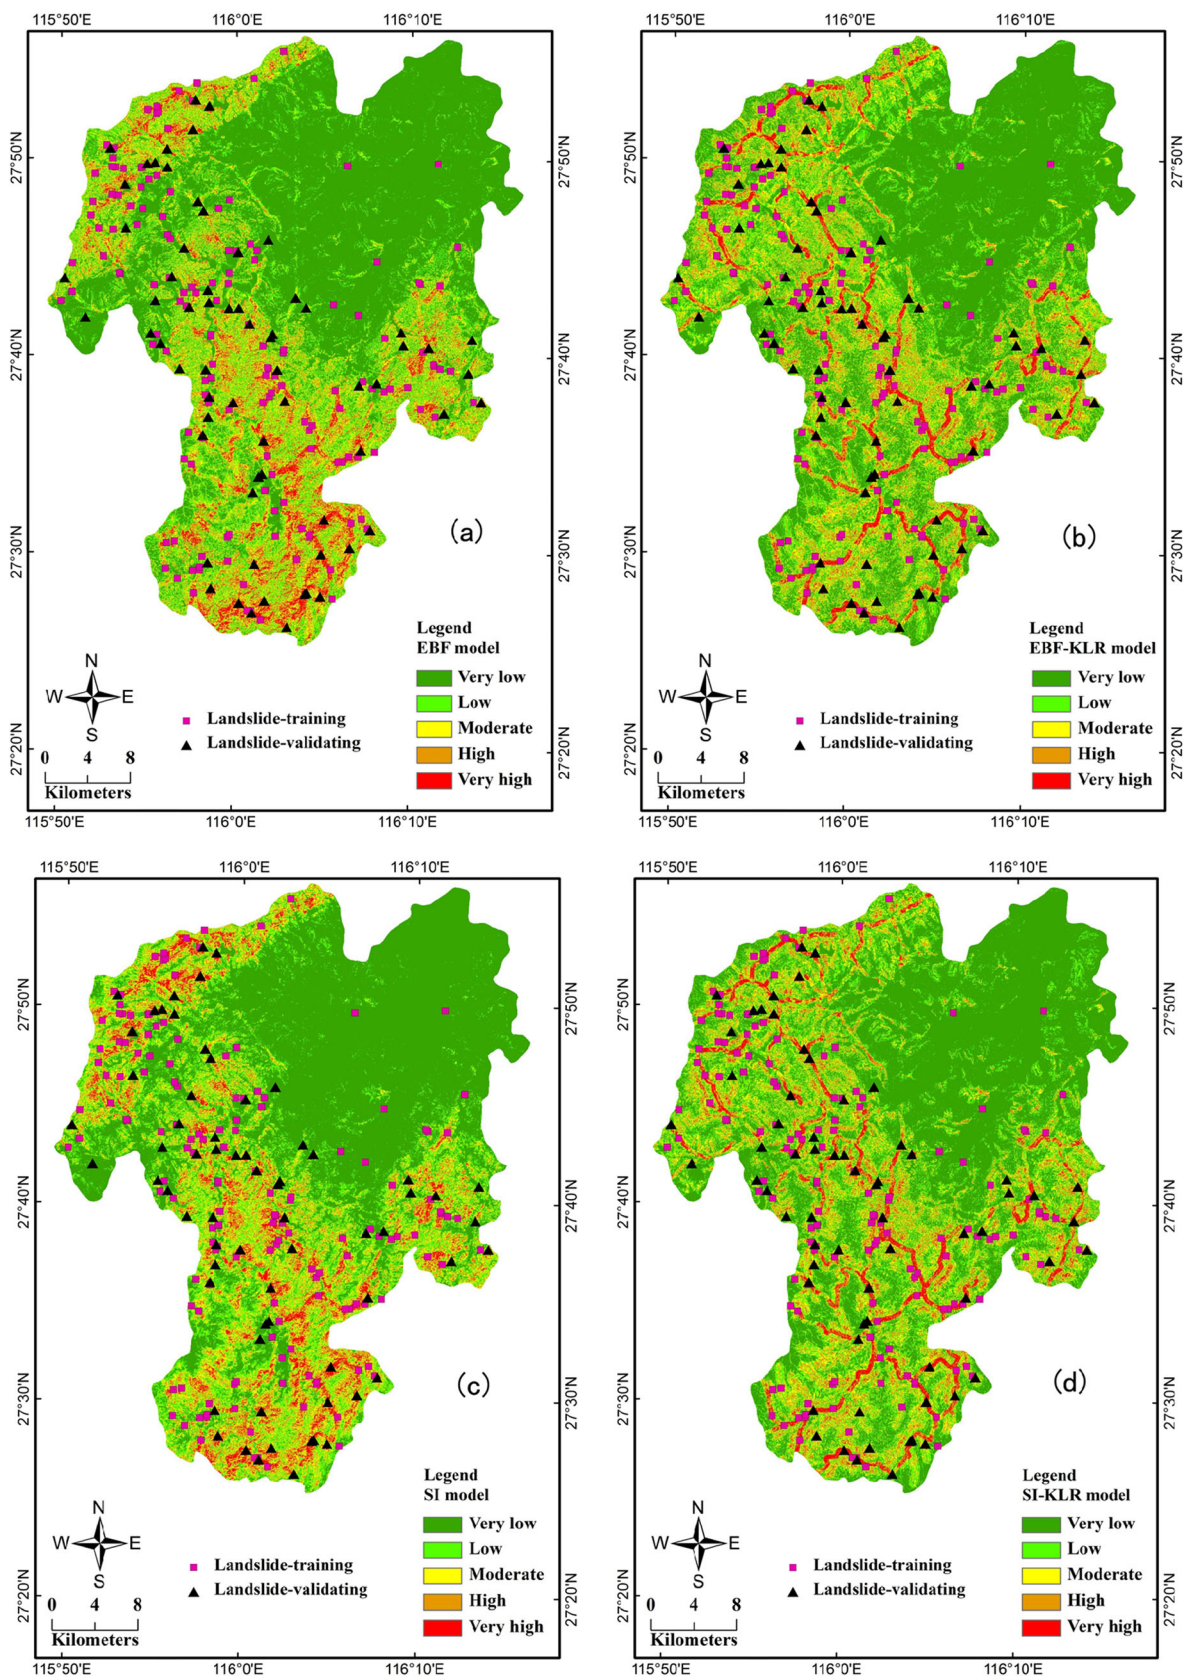 115°50'E 116°0'E 116°10'E
27°50'N 27°50'N
27°40'N 27°40'N
27°30'N 27°30'N
27°20'N 27°20'N
(a)
Legend
EBF model
Very low
Low
Moderate
High
Very high
N
W E
S
0 4 8
Kilometers
Landslide-training
Landslide-validating
115°50'E 116°0'E 116°10'E
115°50'E 116°0'E 116°10'E
27°50'N 27°50'N
27°40'N 27°40'N
27°30'N 27°30'N
27°20'N 27°20'N
(b)
Legend
EBF-KLR model
Very low
Low
Moderate
High
Very high
N
W E
S
0 4 8
Kilometers
Landslide-training
Landslide-validating
115°50'E 116°0'E 116°10'E
115°50'E 116°0'E 116°10'E
27°50'N 27°50'N
27°40'N 27°40'N
27°30'N 27°30'N
27°20'N 27°20'N
(c)
Legend
SI model
Very low
Low
Moderate
High
Very high
N
W E
S
0 4 8
Kilometers
Landslide-training
Landslide-validating
115°50'E 116°0'E 116°10'E
115°50'E 116°0'E 116°10'E
27°50'N 27°50'N
27°40'N 27°40'N
27°30'N 27°30'N
27°20'N 27°20'N
(d)
Legend
SI-KLR model
Very low
Low
Moderate
High
Very high
N
W E
S
0 4 8
Kilometers
Landslide-training
Landslide-validating
115°50'E 116°0'E 116°10'E